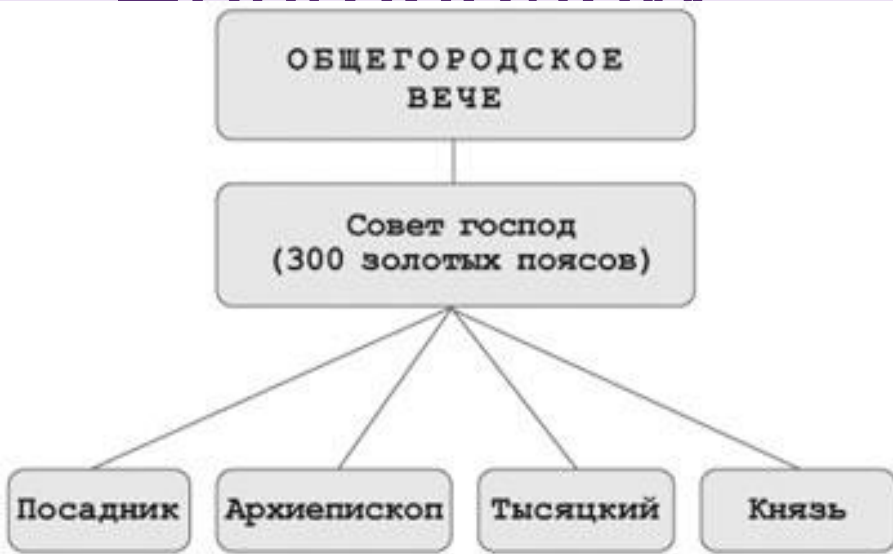 ОБЩЕГОРОДСКОЕ
ВЕЧЕ
Совет господ
(300 золотых поясов)
Посадник Архиепископ Тысяцкий Князь